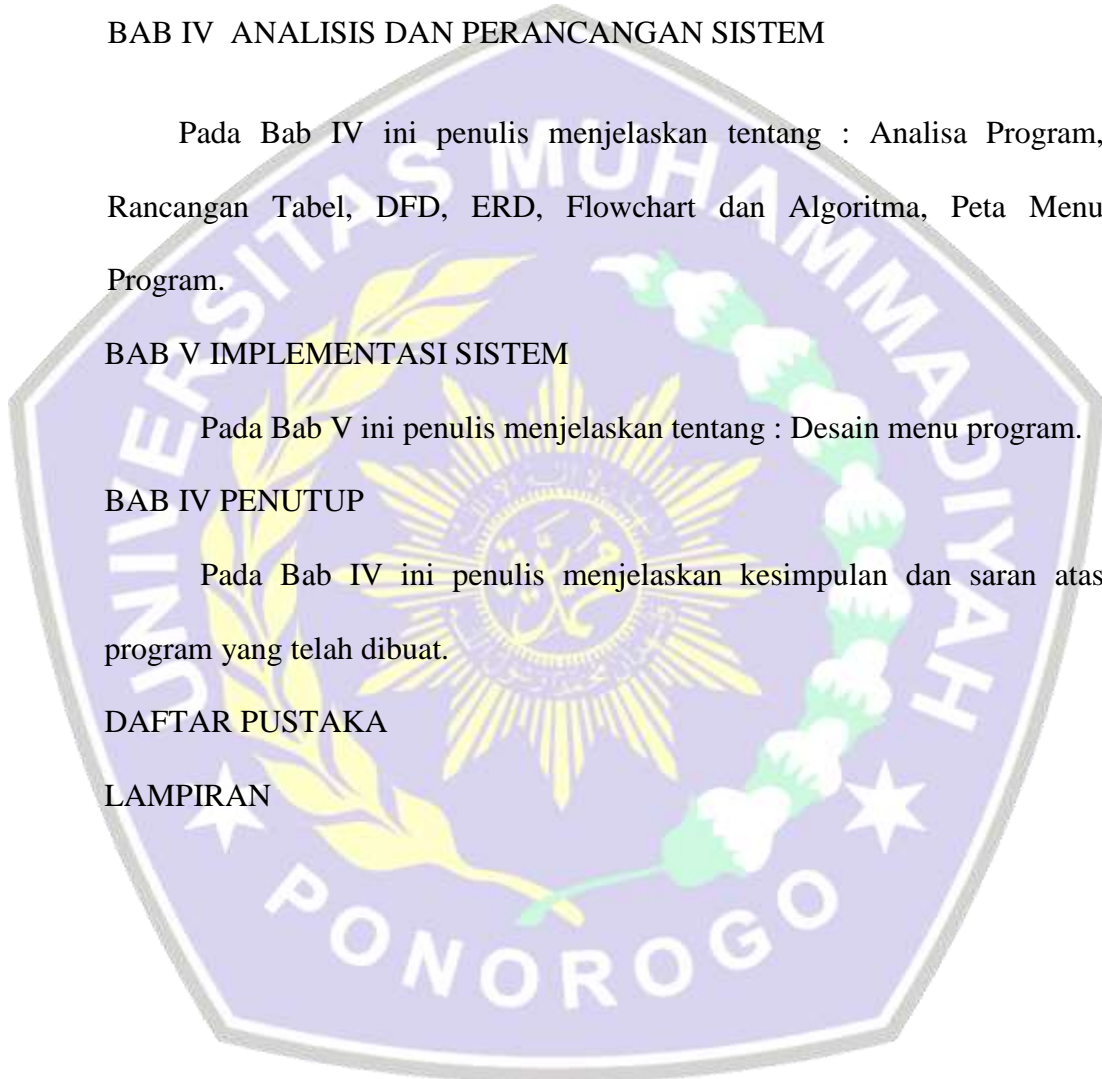 BAB IV ANALISIS DAN PERANCANGAN SISTEM
Pada Bab IV ini penulis menjelaskan tentang : Analisa Program,
Rancangan Tabel, DFD, ERD, Flowchart dan Algoritma, Peta Menu
Program.
BAB V IMPLEMENTASI SISTEM
Pada Bab V ini penulis menjelaskan tentang : Desain menu program.
BAB IV PENUTUP
Pada Bab IV ini penulis menjelaskan kesimpulan dan saran atas
program yang telah dibuat.
DAFTAR PUSTAKA
LAMPIRAN
UNIVERSITAS MUHAMMADIYAH
PONOROGO